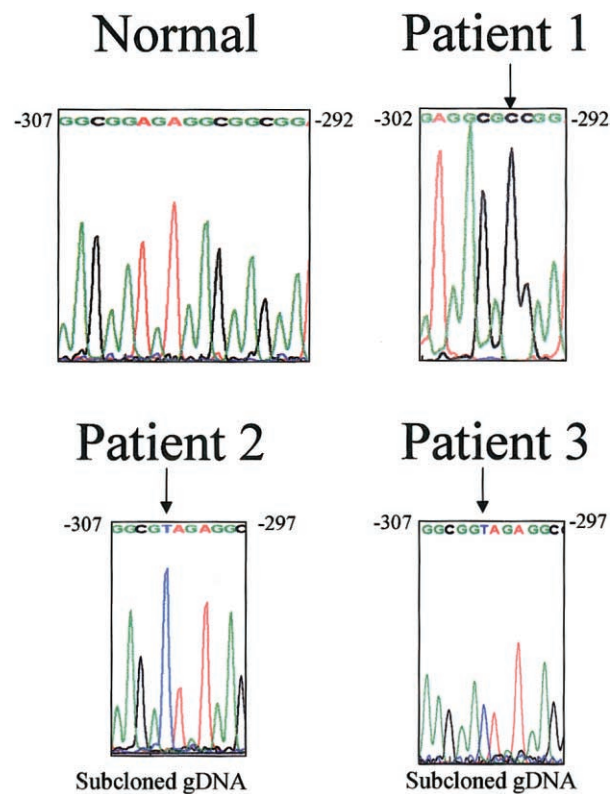 Normal
Patient 1
-307 GGCGGAGAGGCGGCGG -292
-302 GAGGCGCCGG -292
Patient 2
Patient 3
-307 GGCGTAGAGGC -297
-307 GGCGGTAGAGGC -297
Subcloned gDNA
Subcloned gDNA